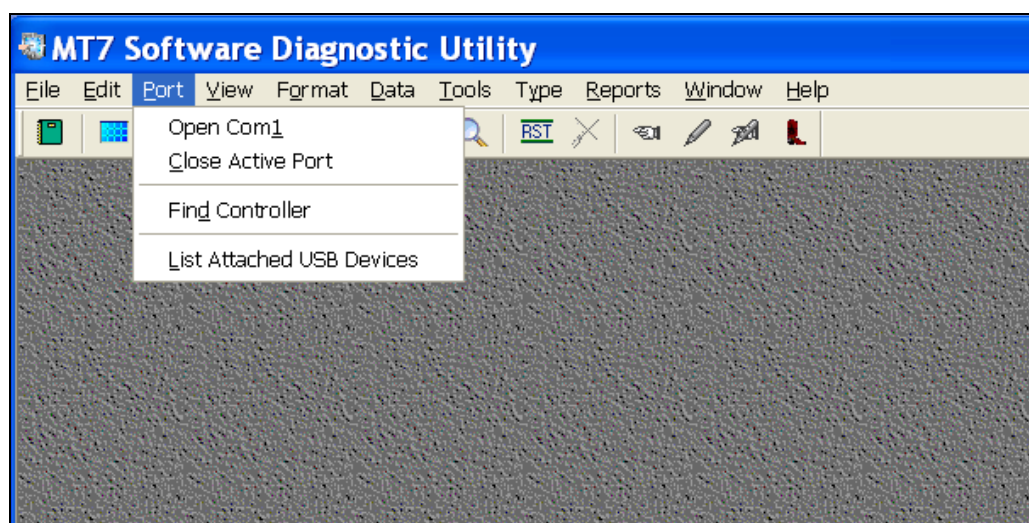 MT7 Software Diagnostic Utility
File Edit Port View Format Data Tools Type Reports Window Help
RST
Open Com1
Close Active Port
Find Controller
List Attached USB Devices